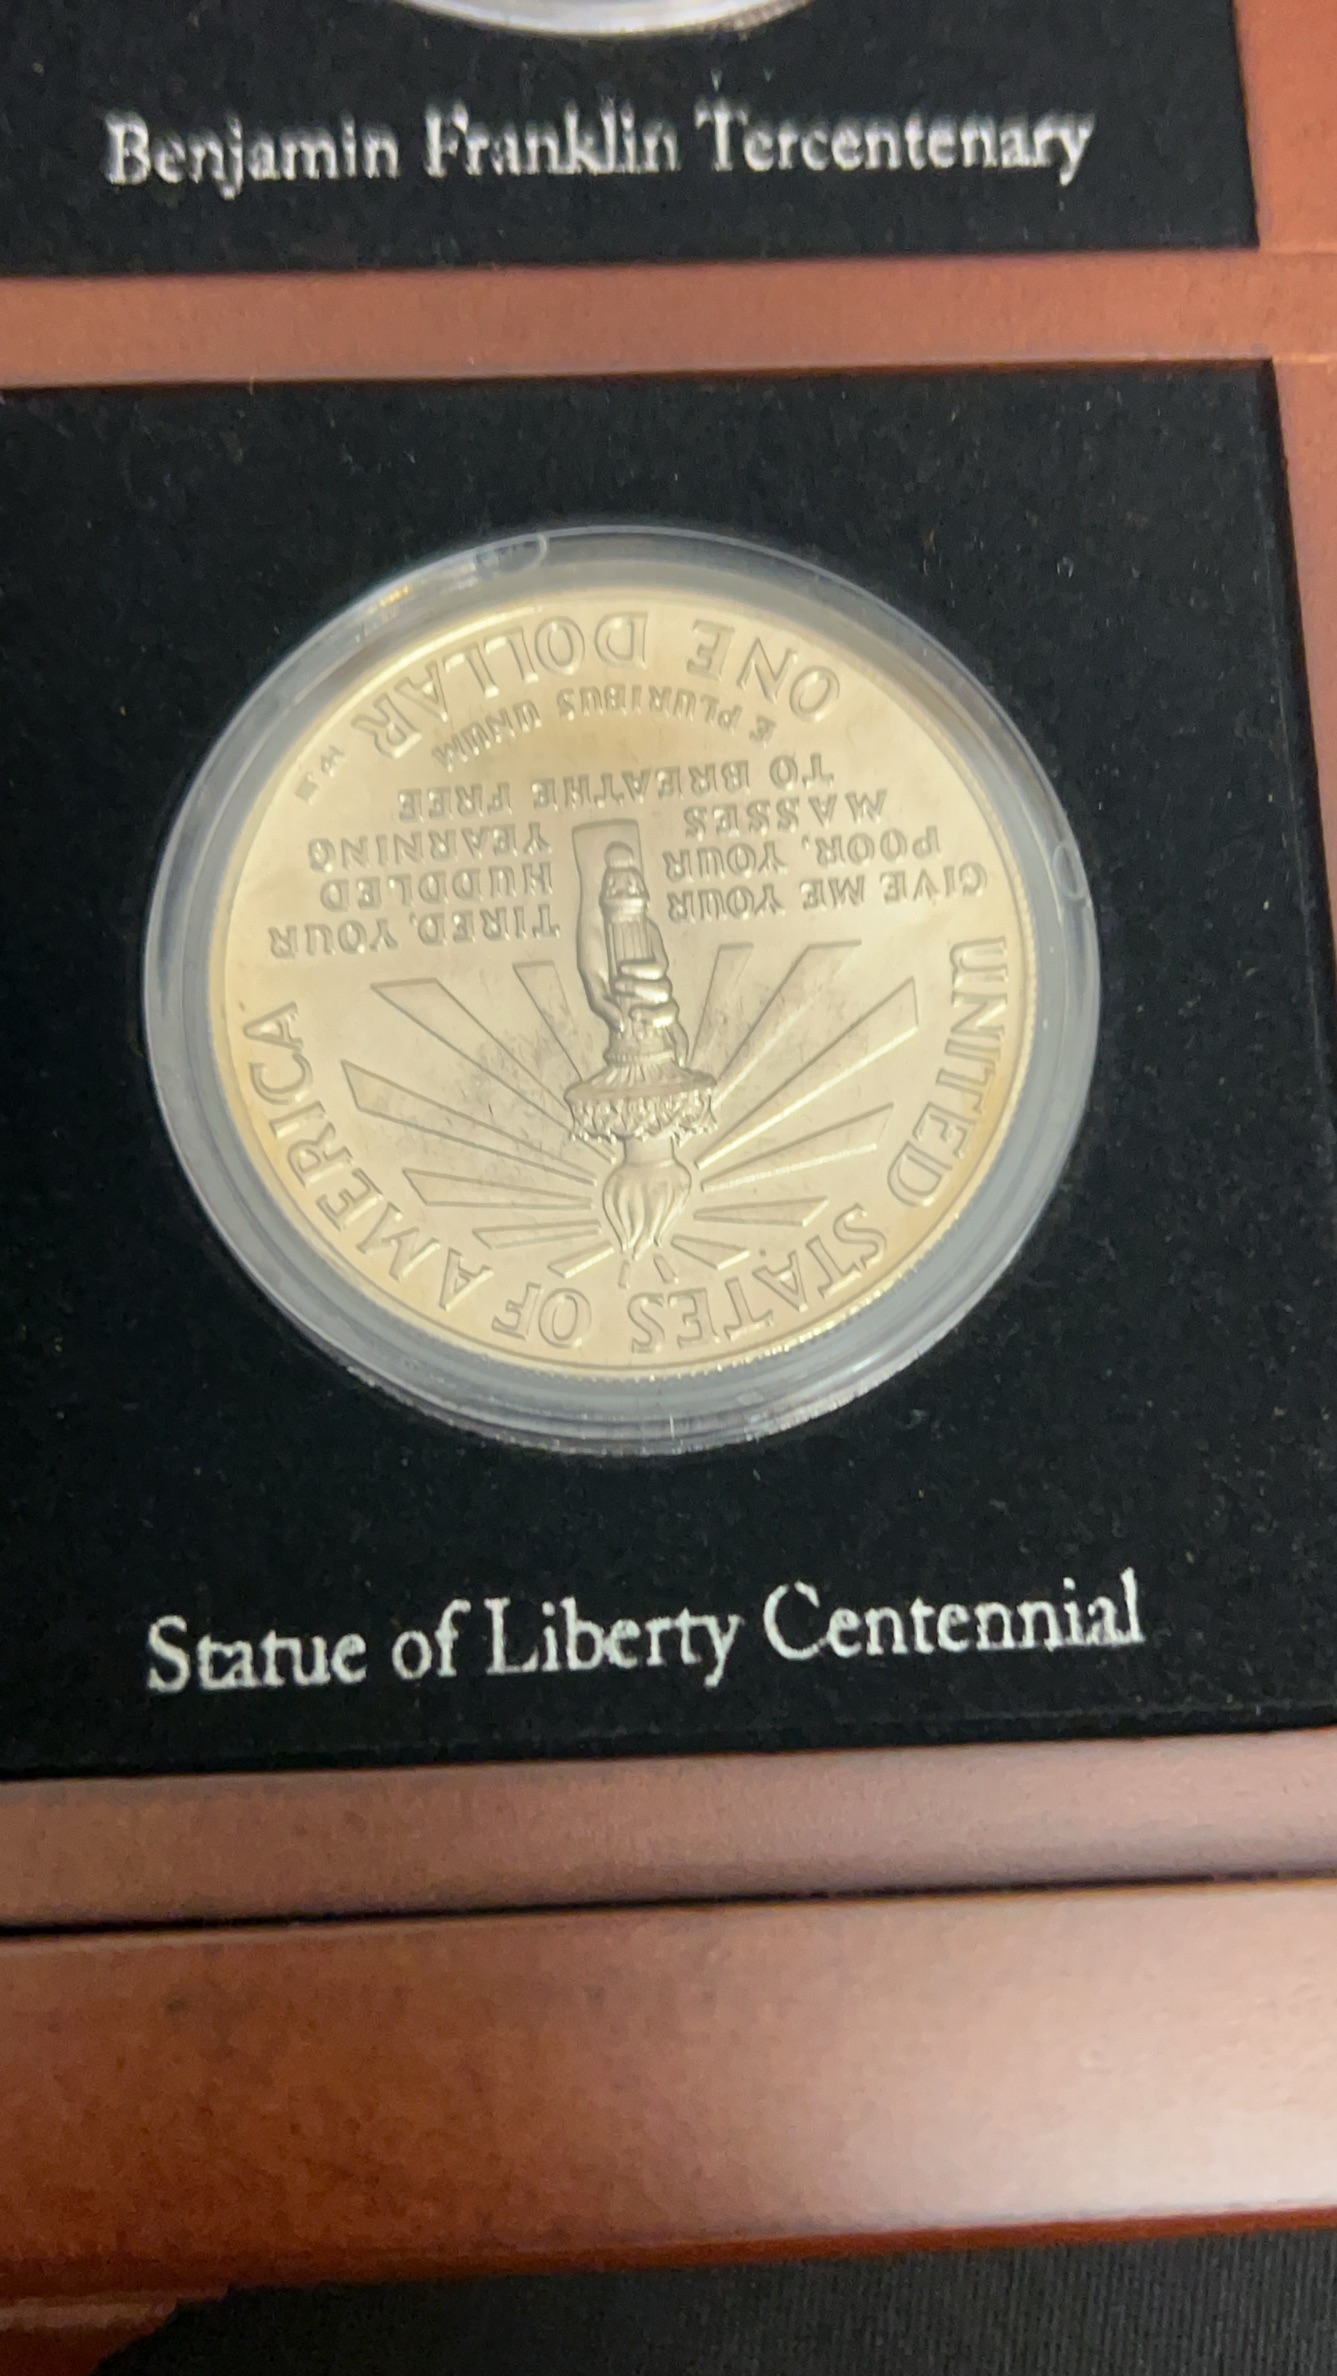 Benjamin Franklin Tercentenary
UNITED STATES OF AMERICA
GIVE ME YOUR TIRED, YOUR
POOR, YOUR HUDDLED
MASSES YEARNING
TO BREATHE FREE
E PLURIBUS UNUM
ONE DOLLAR
Statue of Liberty Centennial